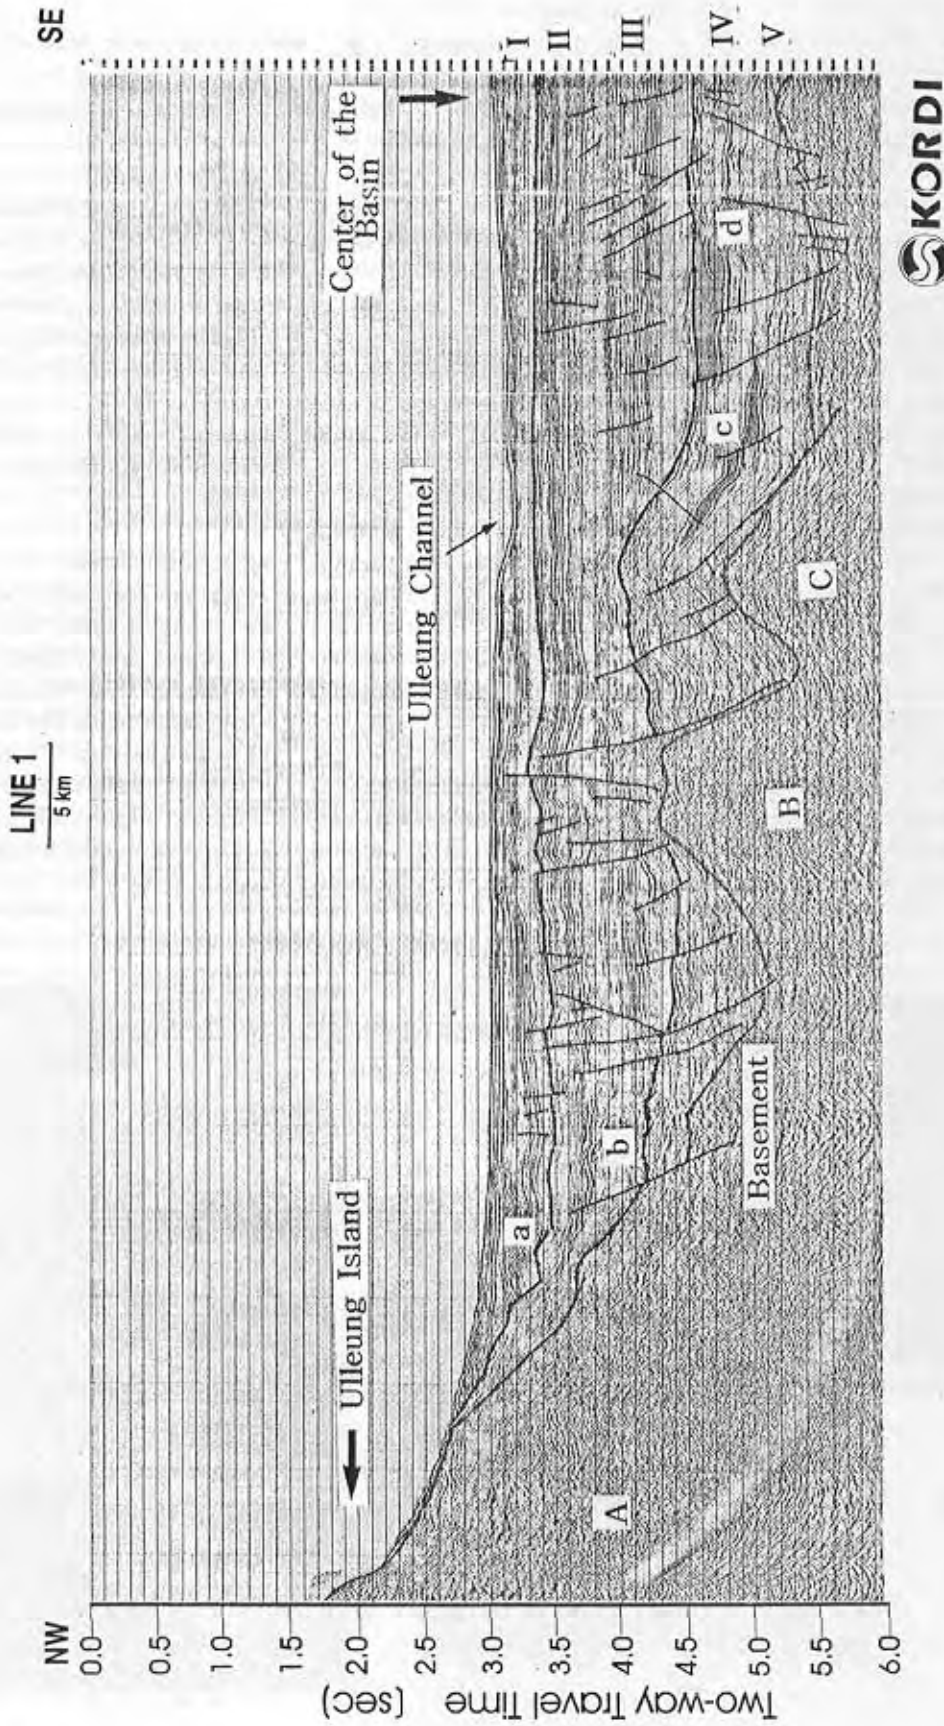 LINE 1
5 km
NW
SE
Two-way Travel Time (sec)
0.0
0.5
1.0
1.5
2.0
2.5
3.0
3.5
4.0
4.5
5.0
5.5
6.0
Ulleung Island
Ulleung Channel
Center of the
Basin
I
II
III
IV
V
a
b
c
d
A
B
C
Basement
KORDI